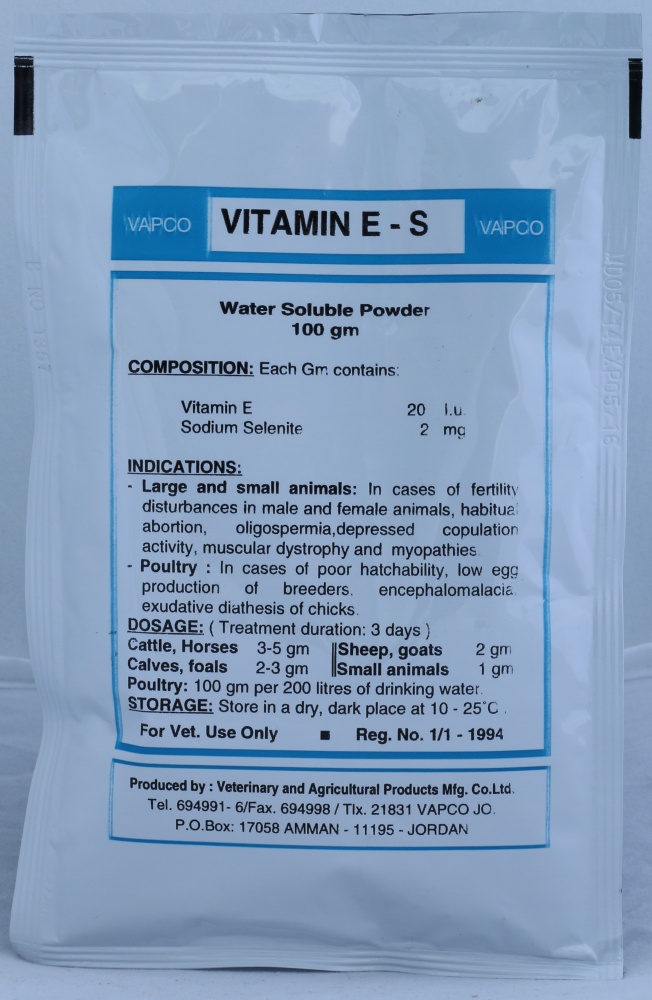 VAPCO VITAMIN E - S VAPCO
Water Soluble Powder
100 gm
COMPOSITION: Each Gm contains:
Vitamin E 20 I.u.
Sodium Selenite 2 mg
INDICATIONS:
- Large and small animals: In cases of fertility
disturbances in male and female animals, habitual
abortion, oligospermia,depressed copulation
activity, muscular dystrophy and myopathies.
- Poultry : In cases of poor hatchability, low egg
production of breeders. encephalomalacia.
exudative diathesis of chicks.
DOSAGE: ( Treatment duration: 3 days )
Cattle, Horses 3-5 gm Sheep, goats 2 gm
Calves, foals 2-3 gm Small animals 1 gm
Poultry: 100 gm per 200 litres of drinking water.
STORAGE: Store in a dry, dark place at 10 - 25°C .
For Vet. Use Only ■ Reg. No. 1/1 - 1994
Produced by : Veterinary and Agricultural Products Mfg. Co.Ltd.
Tel. 694991- 6/Fax. 694998 / Tlx. 21831 VAPCO JO.
P.O.Box: 17058 AMMAN - 11195 - JORDAN